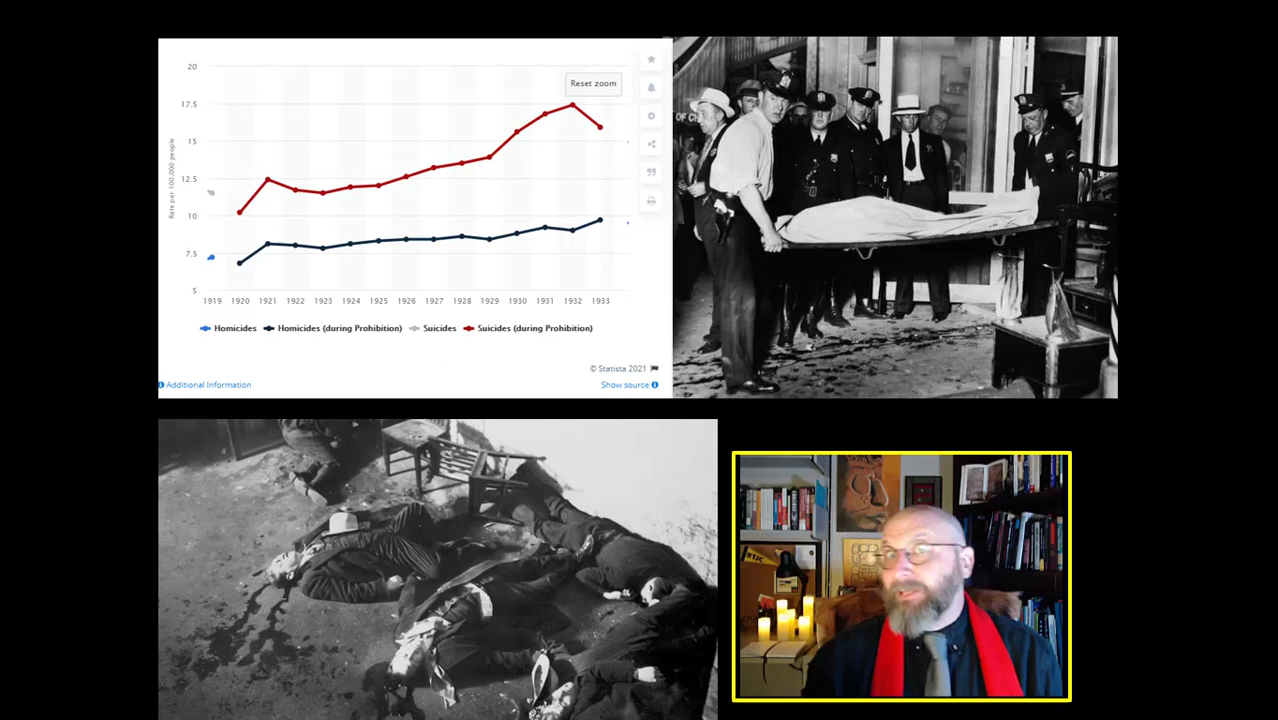 20
Reset zoom
17.5
15
12.5
10
7.5
5
Rate per 100,000 people
1919 1920 1921 1922 1923 1924 1925 1926 1927 1928 1929 1930 1931 1932 1933
Homicides Homicides (during Prohibition) Suicides Suicides (during Prohibition)
© Statista 2021
Additional Information Show source
OF C
TJC